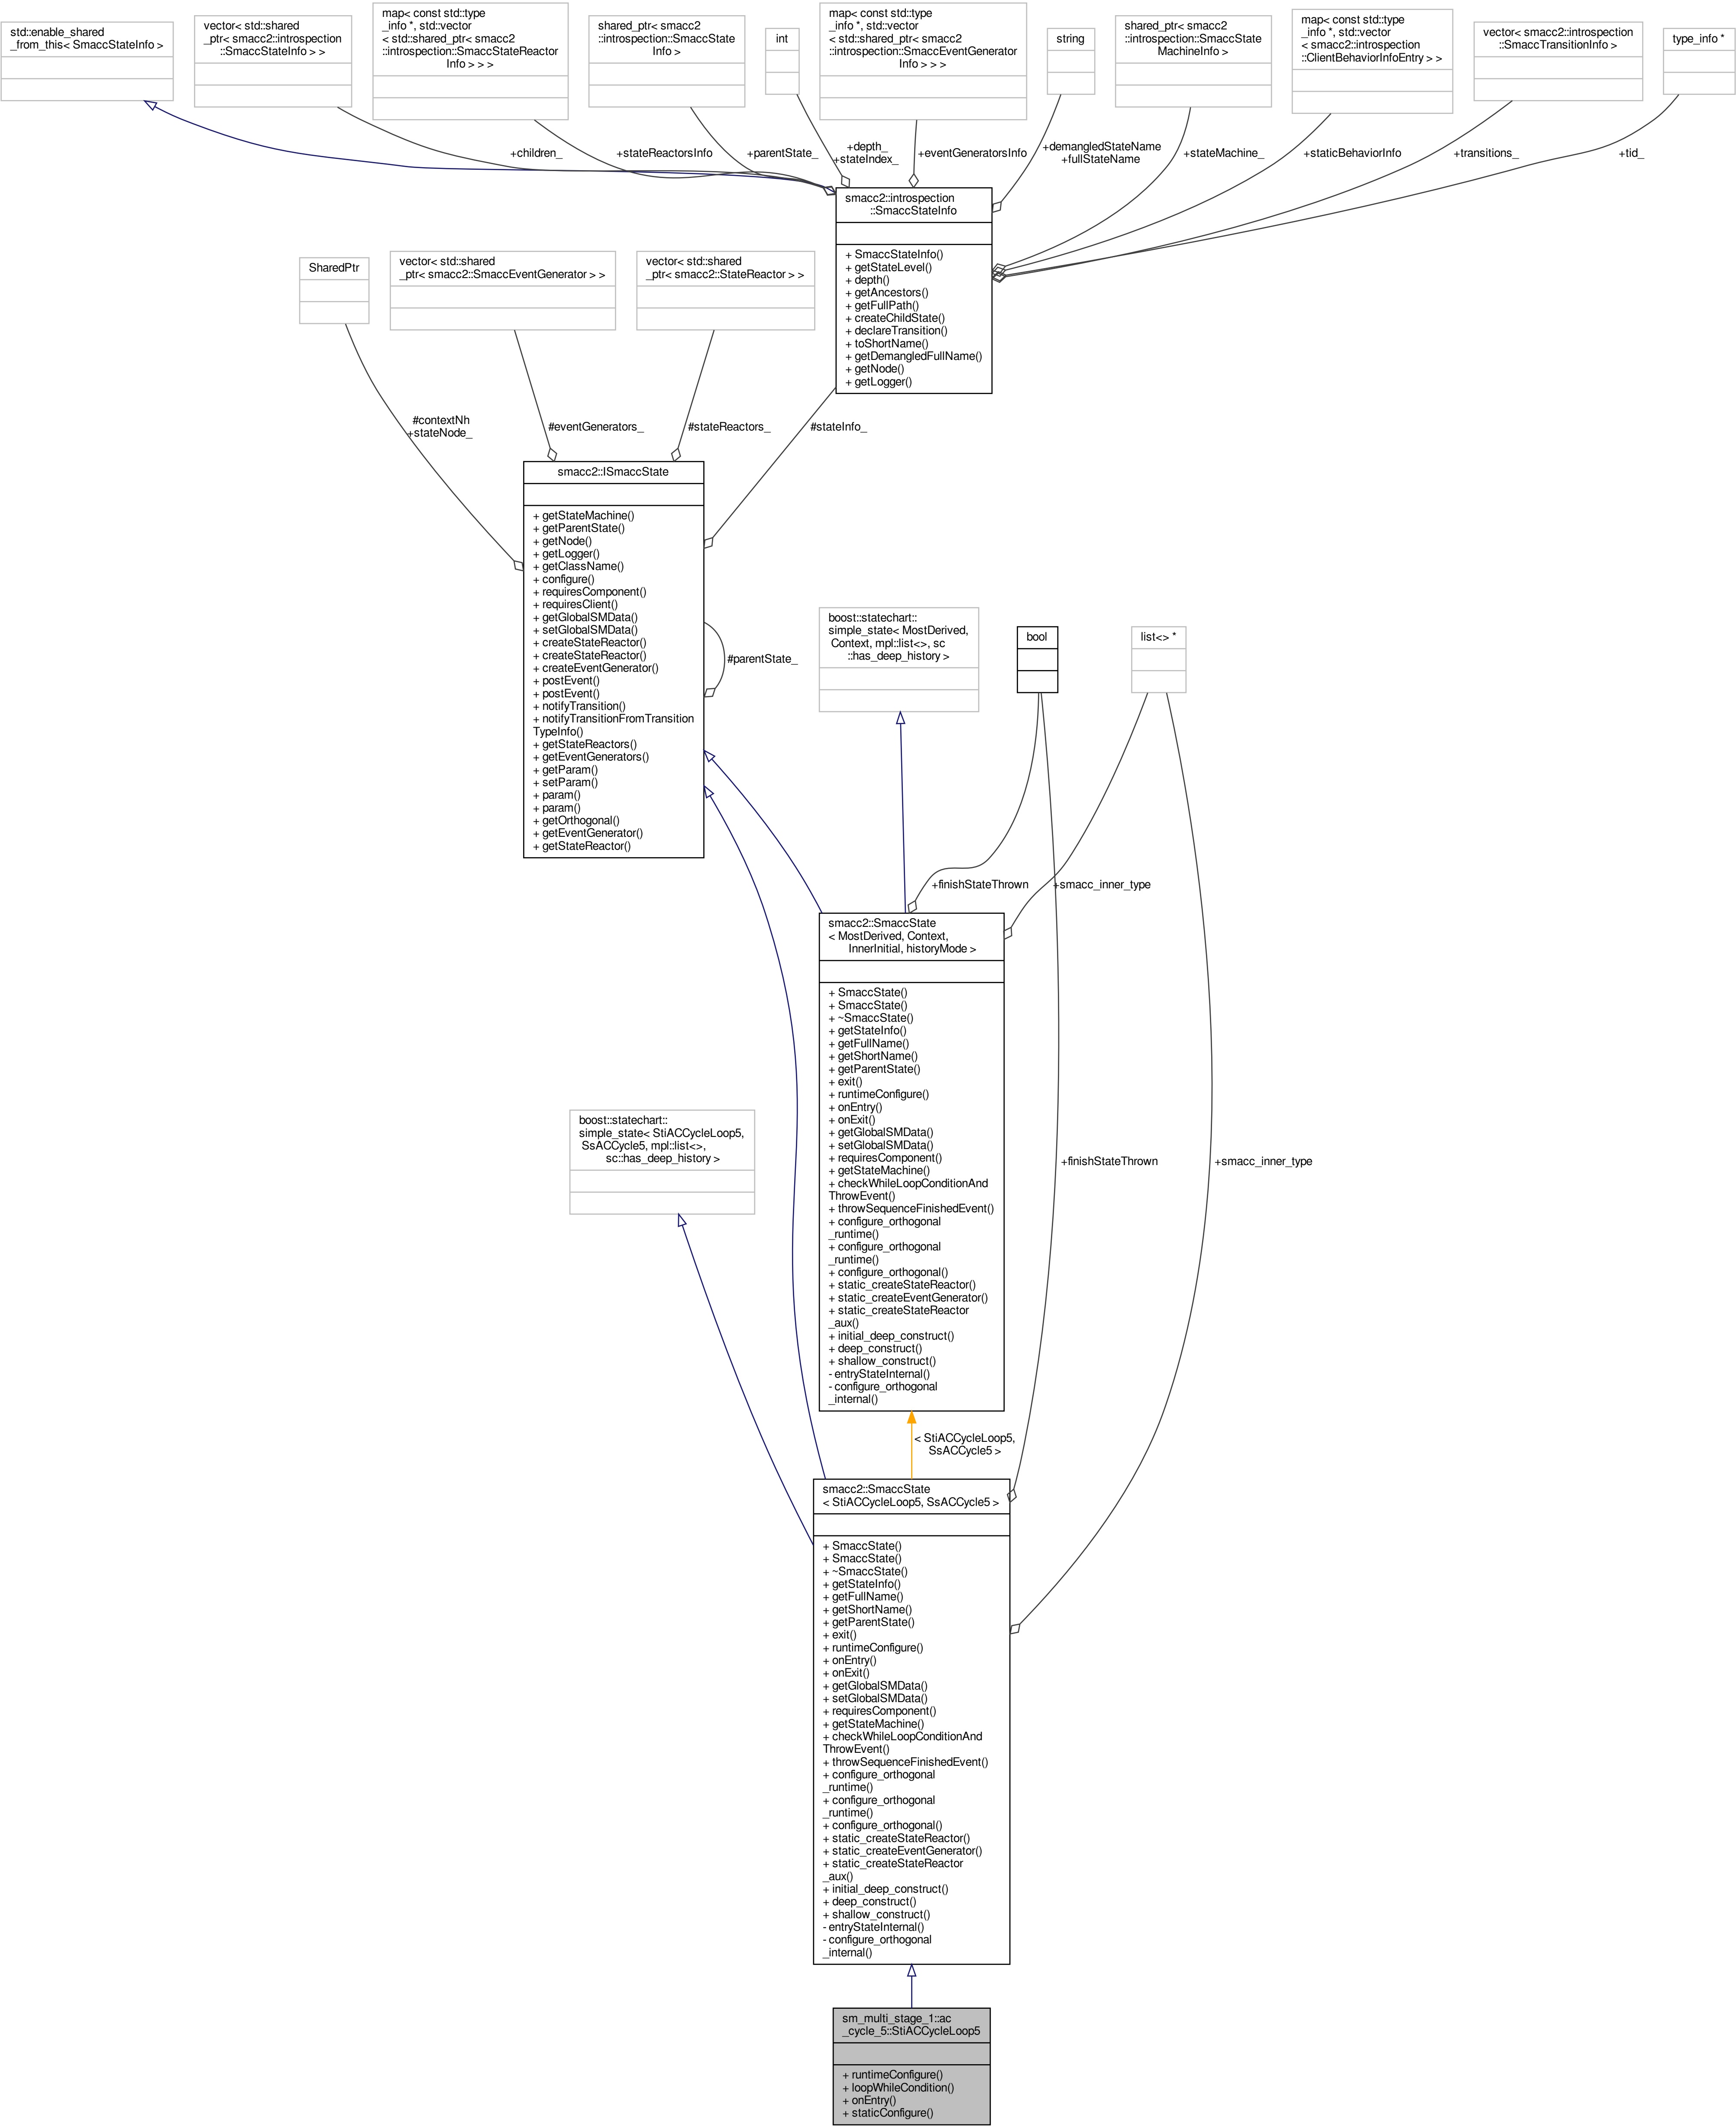 std::enable_shared
_from_this< SmaccStateInfo >
vector< std::shared
_ptr< smacc2::introspection
::SmaccStateInfo > >
map< const std::type
_info *, std::vector
< std::shared_ptr< smacc2
::introspection::SmaccStateReactor
Info > > >
shared_ptr< smacc2
::introspection::SmaccState
Info >
int
map< const std::type
_info *, std::vector
< std::shared_ptr< smacc2
::introspection::SmaccEventGenerator
Info > > >
string
shared_ptr< smacc2
::introspection::SmaccState
MachineInfo >
map< const std::type
_info *, std::vector
< smacc2::introspection
::ClientBehaviorInfoEntry > >
vector< smacc2::introspection
::SmaccTransitionInfo >
type_info *
+children_
+stateReactorsInfo
+parentState_
+depth_
+stateIndex_
+eventGeneratorsInfo
+demangledStateName
+fullStateName
+stateMachine_
+staticBehaviorInfo
+transitions_
+tid_
smacc2::introspection
::SmaccStateInfo
+ SmaccStateInfo()
+ getStateLevel()
+ depth()
+ getAncestors()
+ getFullPath()
+ createChildState()
+ declareTransition()
+ toShortName()
+ getDemangledFullName()
+ getNode()
+ getLogger()
SharedPtr
vector< std::shared
_ptr< smacc2::SmaccEventGenerator > >
vector< std::shared
_ptr< smacc2::StateReactor > >
#contextNh
+stateNode_
#eventGenerators_
#stateReactors_
#stateInfo_
smacc2::ISmaccState
+ getStateMachine()
+ getParentState()
+ getNode()
+ getLogger()
+ getClassName()
+ configure()
+ requiresComponent()
+ requiresClient()
+ getGlobalSMData()
+ setGlobalSMData()
+ createStateReactor()
+ createStateReactor()
+ createEventGenerator()
+ postEvent()
+ postEvent()
+ notifyTransition()
+ notifyTransitionFromTransition
TypeInfo()
+ getStateReactors()
+ getEventGenerators()
+ getParam()
+ setParam()
+ param()
+ param()
+ getOrthogonal()
+ getEventGenerator()
+ getStateReactor()
#parentState_
boost::statechart::
simple_state< MostDerived,
Context, mpl::list<>, sc
::has_deep_history >
bool
list<> *
+finishStateThrown
+smacc_inner_type
smacc2::SmaccState
< MostDerived, Context,
InnerInitial, historyMode >
+ SmaccState()
+ SmaccState()
+ ~SmaccState()
+ getStateInfo()
+ getFullName()
+ getShortName()
+ getParentState()
+ exit()
+ runtimeConfigure()
+ onEntry()
+ onExit()
+ getGlobalSMData()
+ setGlobalSMData()
+ requiresComponent()
+ getStateMachine()
+ checkWhileLoopConditionAnd
ThrowEvent()
+ throwSequenceFinishedEvent()
+ configure_orthogonal
_runtime()
+ configure_orthogonal
_runtime()
+ configure_orthogonal()
+ static_createStateReactor()
+ static_createEventGenerator()
+ static_createStateReactor
_aux()
+ initial_deep_construct()
+ deep_construct()
+ shallow_construct()
- entryStateInternal()
- configure_orthogonal
_internal()
boost::statechart::
simple_state< StiACCycleLoop5,
SsACCycle5, mpl::list<>,
sc::has_deep_history >
+finishStateThrown
+smacc_inner_type
< StiACCycleLoop5,
SsACCycle5 >
smacc2::SmaccState
< StiACCycleLoop5, SsACCycle5 >
+ SmaccState()
+ SmaccState()
+ ~SmaccState()
+ getStateInfo()
+ getFullName()
+ getShortName()
+ getParentState()
+ exit()
+ runtimeConfigure()
+ onEntry()
+ onExit()
+ getGlobalSMData()
+ setGlobalSMData()
+ requiresComponent()
+ getStateMachine()
+ checkWhileLoopConditionAnd
ThrowEvent()
+ throwSequenceFinishedEvent()
+ configure_orthogonal
_runtime()
+ configure_orthogonal
_runtime()
+ configure_orthogonal()
+ static_createStateReactor()
+ static_createEventGenerator()
+ static_createStateReactor
_aux()
+ initial_deep_construct()
+ deep_construct()
+ shallow_construct()
- entryStateInternal()
- configure_orthogonal
_internal()
sm_multi_stage_1::ac
_cycle_5::StiACCycleLoop5
+ runtimeConfigure()
+ loopWhileCondition()
+ onEntry()
+ staticConfigure()